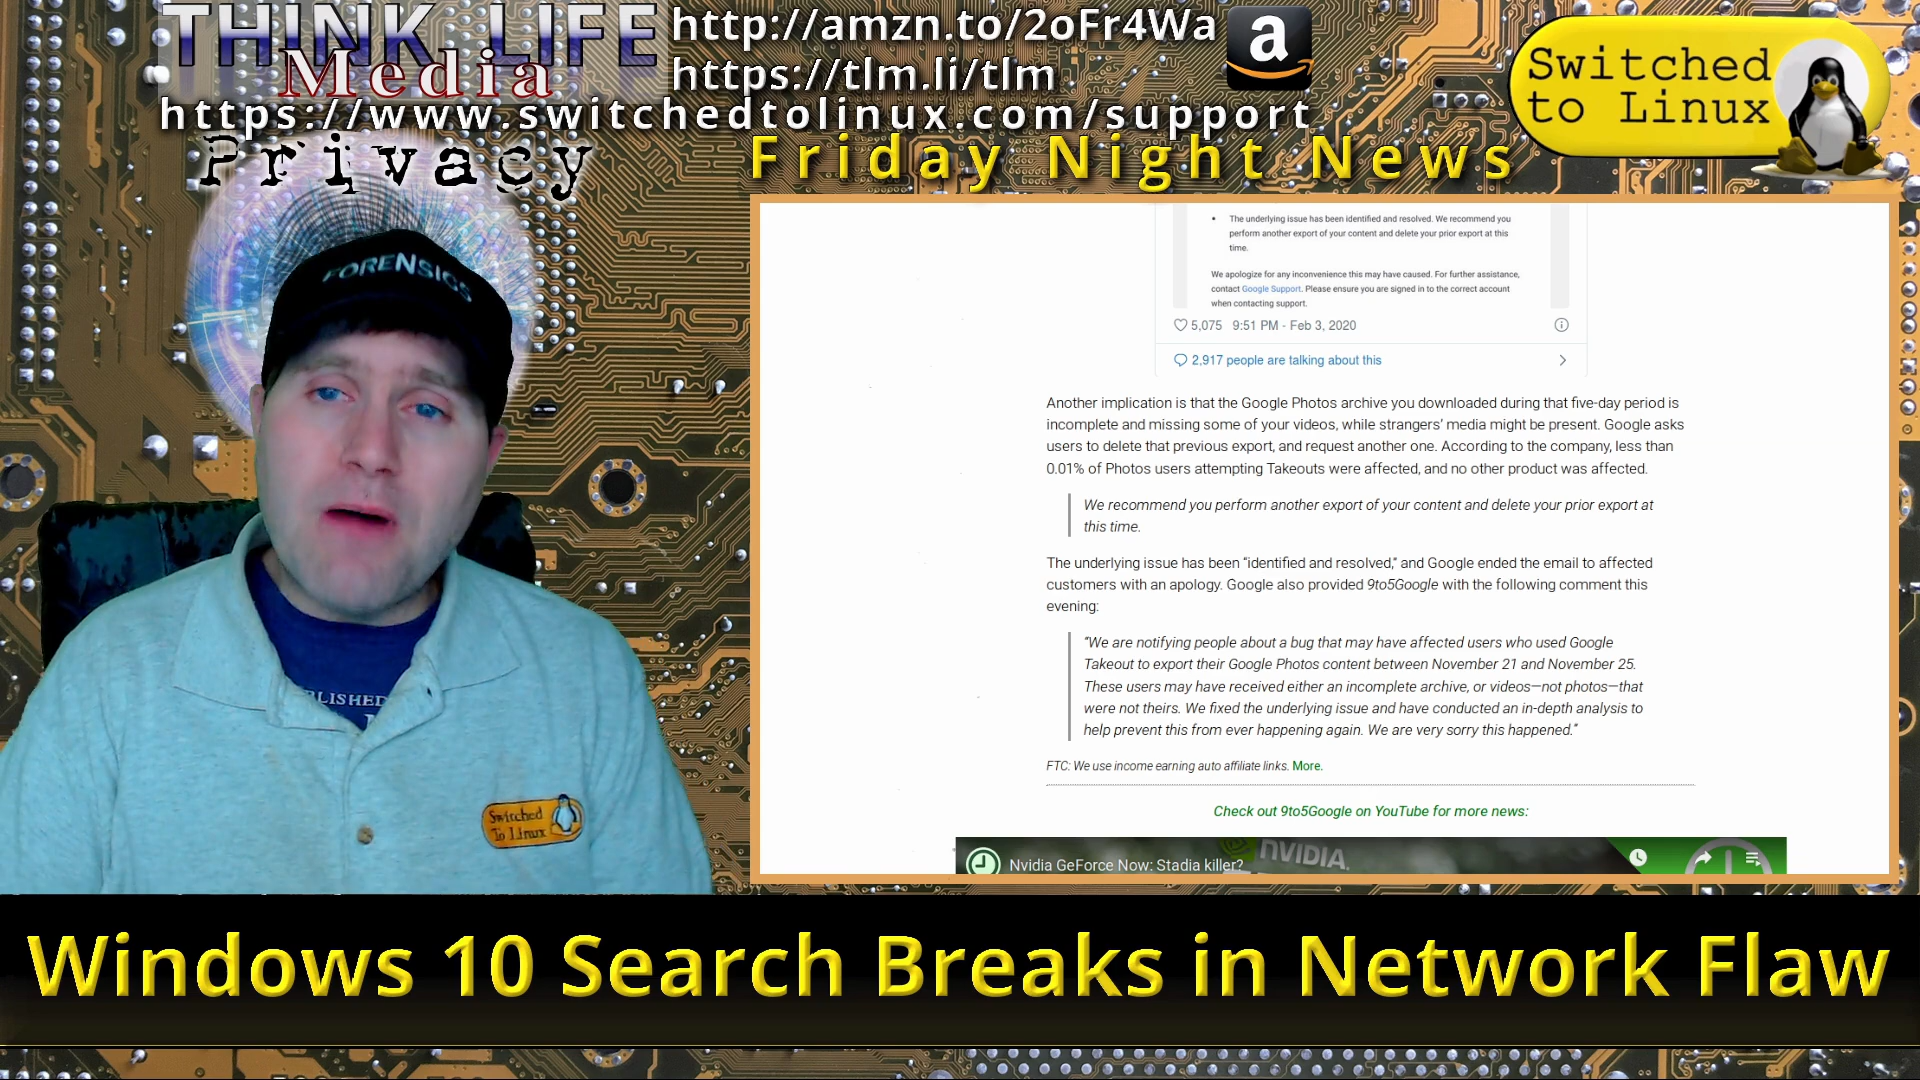 THINK LIFE
Media
http://amzn.to/2oFr4Wa
https://tlm.li/tlm
https://www.switchedtolinux.com/support
a
Switched
to Linux
Privacy
Friday Night News
FORENSICS
BLISHED
Switched
To Linux
• The underlying issue has been identified and resolved. We recommend you
perform another export of your content and delete your prior export at this
time.
We apologize for any inconvenience this may have caused. For further assistance,
contact Google Support. Please ensure you are signed in to the correct account
when contacting support.
5,075 9:51 PM - Feb 3, 2020
2,917 people are talking about this
Another implication is that the Google Photos archive you downloaded during that five-day period is
incomplete and missing some of your videos, while strangers’ media might be present. Google asks
users to delete that previous export, and request another one. According to the company, less than
0.01% of Photos users attempting Takeouts were affected, and no other product was affected.
We recommend you perform another export of your content and delete your prior export at
this time.
The underlying issue has been “identified and resolved,” and Google ended the email to affected
customers with an apology. Google also provided 9to5Google with the following comment this
evening:
“We are notifying people about a bug that may have affected users who used Google
Takeout to export their Google Photos content between November 21 and November 25.
These users may have received either an incomplete archive, or videos—not photos—that
were not theirs. We fixed the underlying issue and have conducted an in-depth analysis to
help prevent this from ever happening again. We are very sorry this happened.”
FTC: We use income earning auto affiliate links. More.
Check out 9to5Google on YouTube for more news:
Nvidia GeForce Now: Stadia killer?
NVIDIA.
Windows 10 Search Breaks in Network Flaw